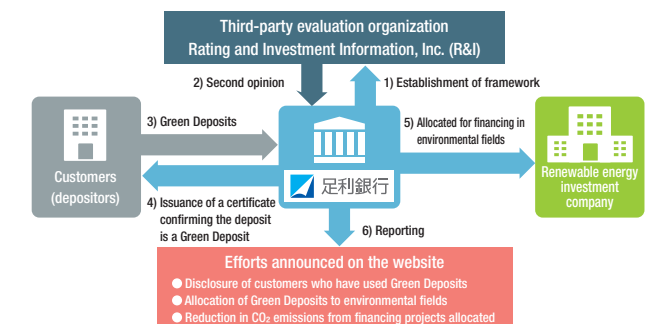 Third-party evaluation organization
Rating and Investment Information, Inc. (R&I)
2) Second opinion
1) Establishment of framework
3) Green Deposits
5) Allocated for financing in
environmental fields
Customers
(depositors)
足利銀行
Renewable energy
investment
company
4) Issuance of a certificate
confirming the deposit
is a Green Deposit
6) Reporting
Efforts announced on the website
● Disclosure of customers who have used Green Deposits
● Allocation of Green Deposits to environmental fields
● Reduction in CO₂ emissions from financing projects allocated